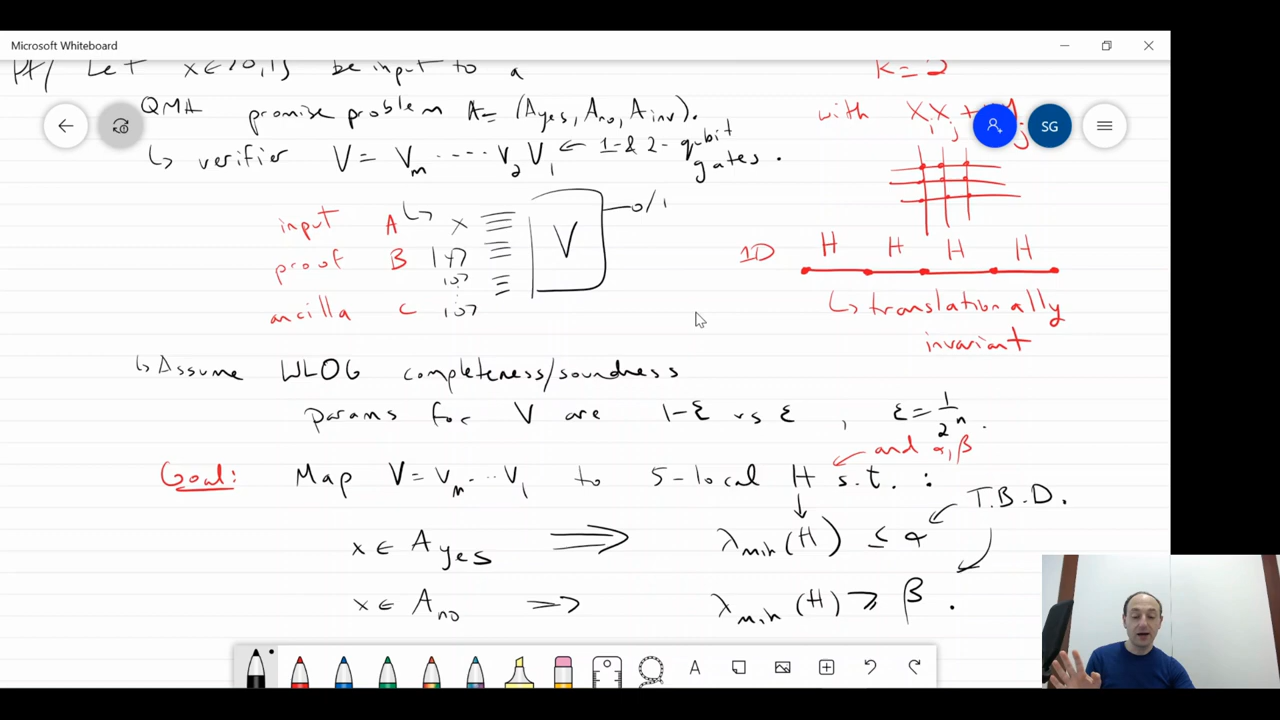 Microsoft Whiteboard
Pf/ Let x ∈ {0,1} be input to a
QMA promise problem A = (Ayes, Ano, Ainv).
↳ verifier V = Vm ····· V2 V1 ← 1- & 2- qubit gates.
input A ↳ x
proof B |ψ⟩
|0⟩
⋮
ancilla C |0⟩
V
0/1
↳ Assume WLOG completeness/soundness
params for V are 1-ε vs ε , ε = 1/2^n .
Goal: Map V = Vm ··· V1 to 5-local H s.t. :
and α, β
x ∈ Ayes ⟹ λmin(H) ≤ α
T.B.D.
x ∈ Ano ⟹ λmin(H) ≥ β .
K = 2
with XiXj +
SG
1D H H H H
↳ translationally
invariant
A